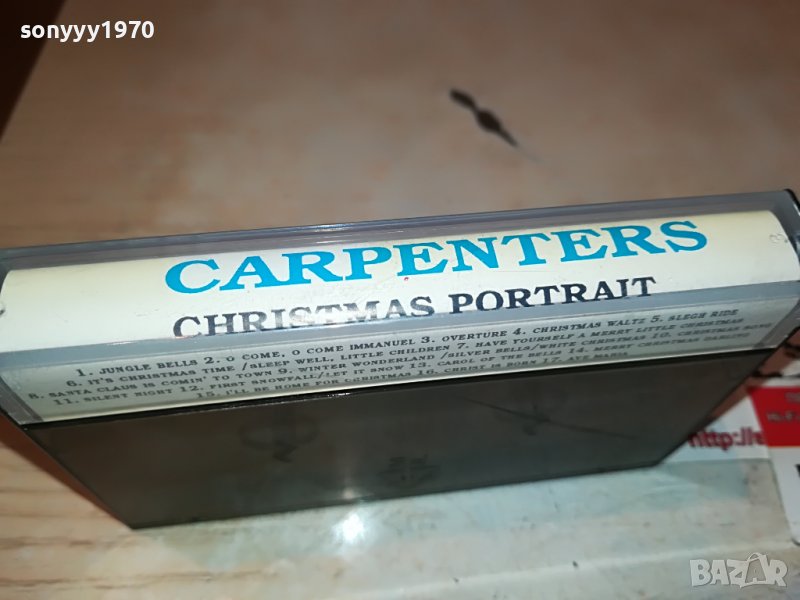 sonyyy1970
CARPENTERS
CHRISTMAS PORTRAIT
1. JUNGLE BELLS 2. O COME, O COME IMMANUEL 3. OVERTURE 4. CHRISTMAS WALTZ 5. SLEGH RIDE
6. IT'S CHRISTMAS TIME /SLEEP WELL, LITTLE CHILDREN 7. HAVE YOURSELF A MERRY LITTLE CHRISTMAS
8. SANTA CLAUS IS COMIN' TO TOWN 9. WINTER WONDERLAND /SILVER BELLS/ WHITE CHRISTMAS 10. CHRISTMAS SONG
11. SILENT NIGHT 12. FIRST SNOWFALL/LET IT SNOW 13. CAROL OF THE BELLS 14. CHRISTMAS DANCE
15. I'LL BE HOME FOR CHRISTMAS 16. CHRIST IS BORN 17. AVE MARIA
http://
BAZAR